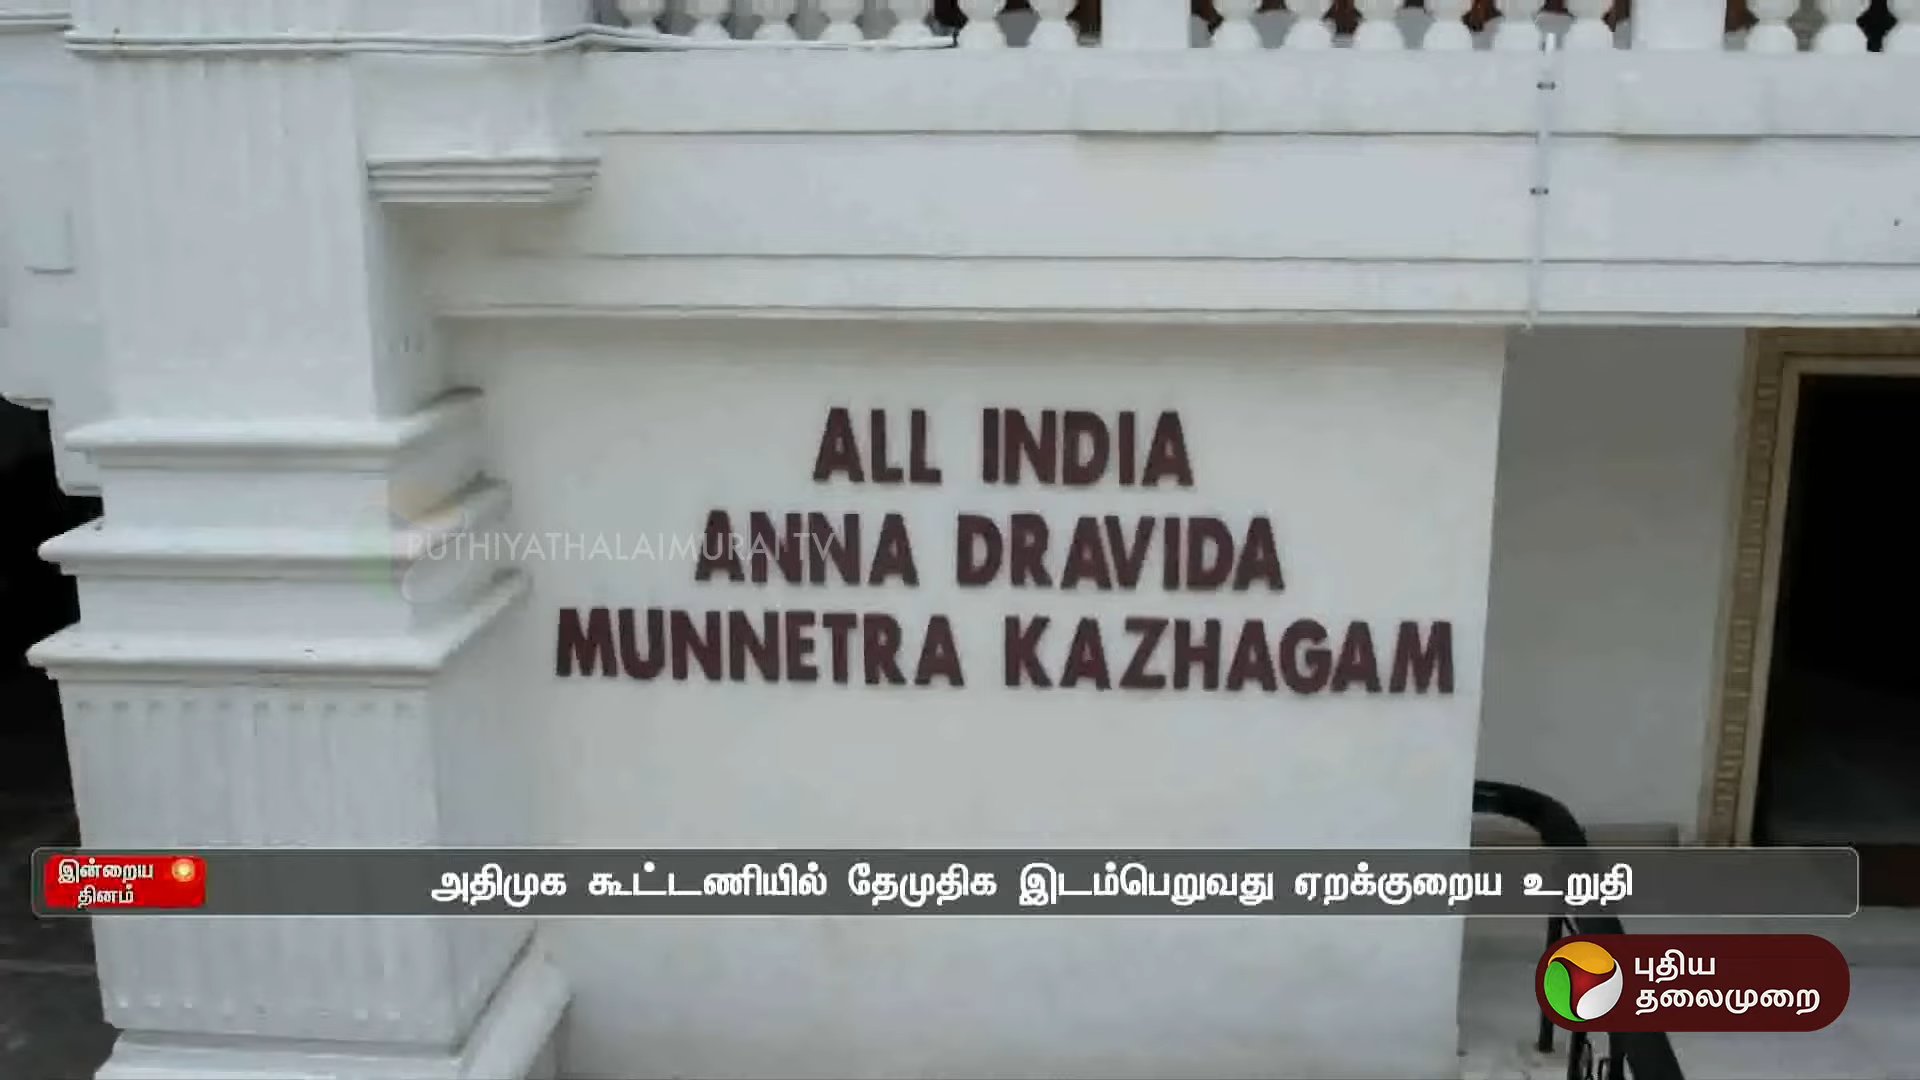 ALL INDIA
ANNA DRAVIDA
MUNNETRA KAZHAGAM
PUTHIYATHALAIMURAI TV
இன்றைய
தினம்
அதிமுக கூட்டணியில் தேமுதிக இடம்பெறுவது ஏறக்குறைய உறுதி
புதிய
தலைமுறை